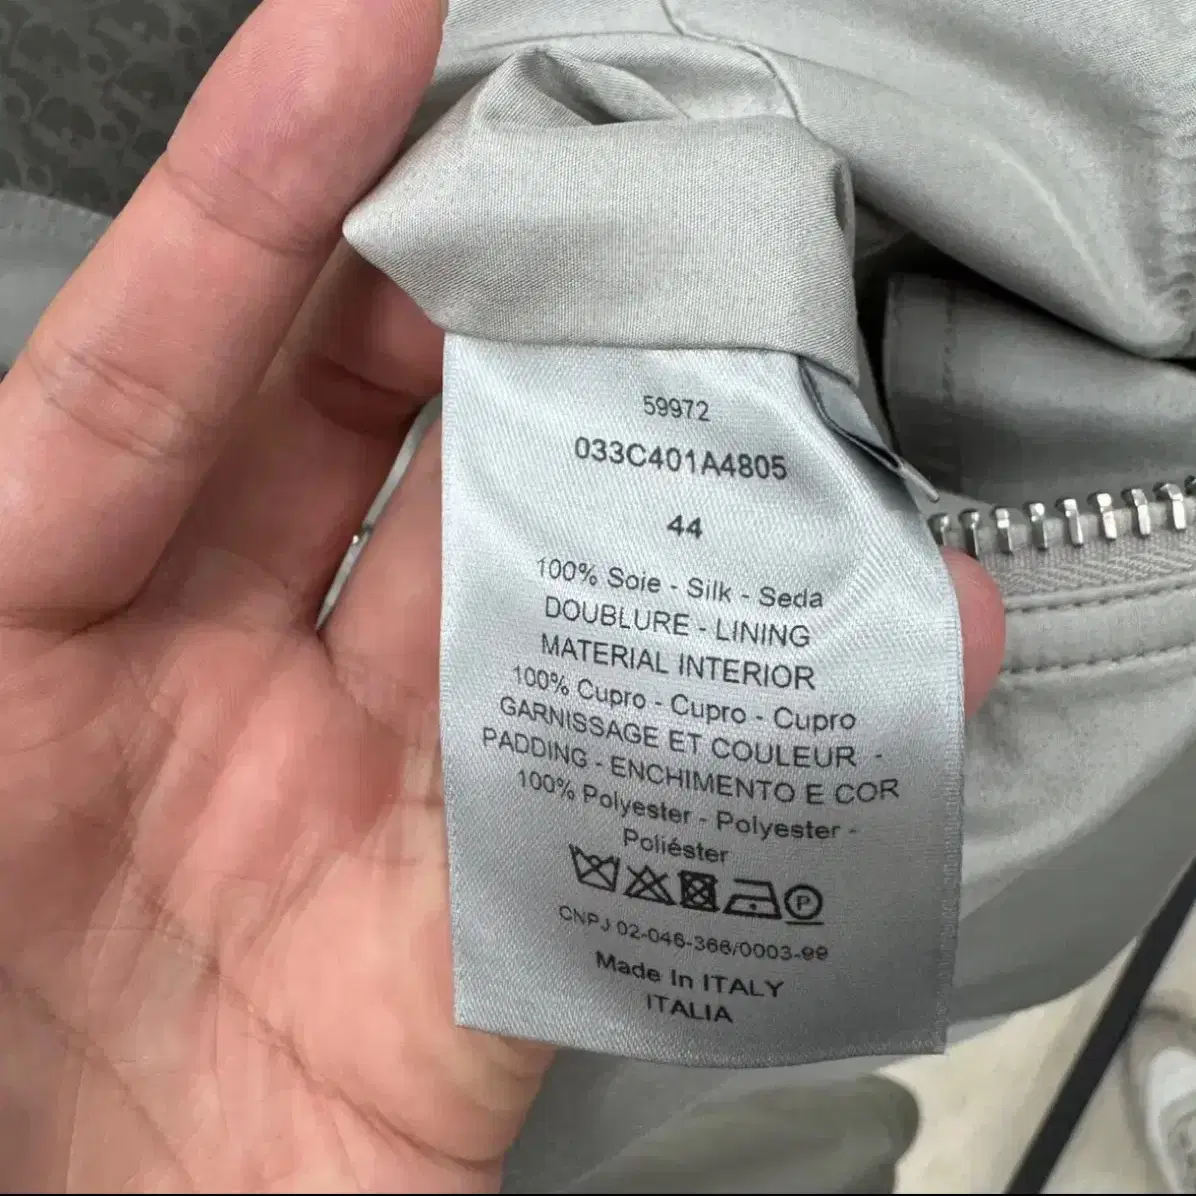 59972
033C401A4805
44
100% Soie - Silk - Seda
DOUBLURE - LINING
MATERIAL INTERIOR
100% Cupro - Cupro - Cupro
GARNISSAGE ET COULEUR -
PADDING - ENCHIMENTO E COR
100% Polyester - Polyester -
Poliéster
P
CNPJ 02-046-366/0003-99
Made In ITALY
ITALIA